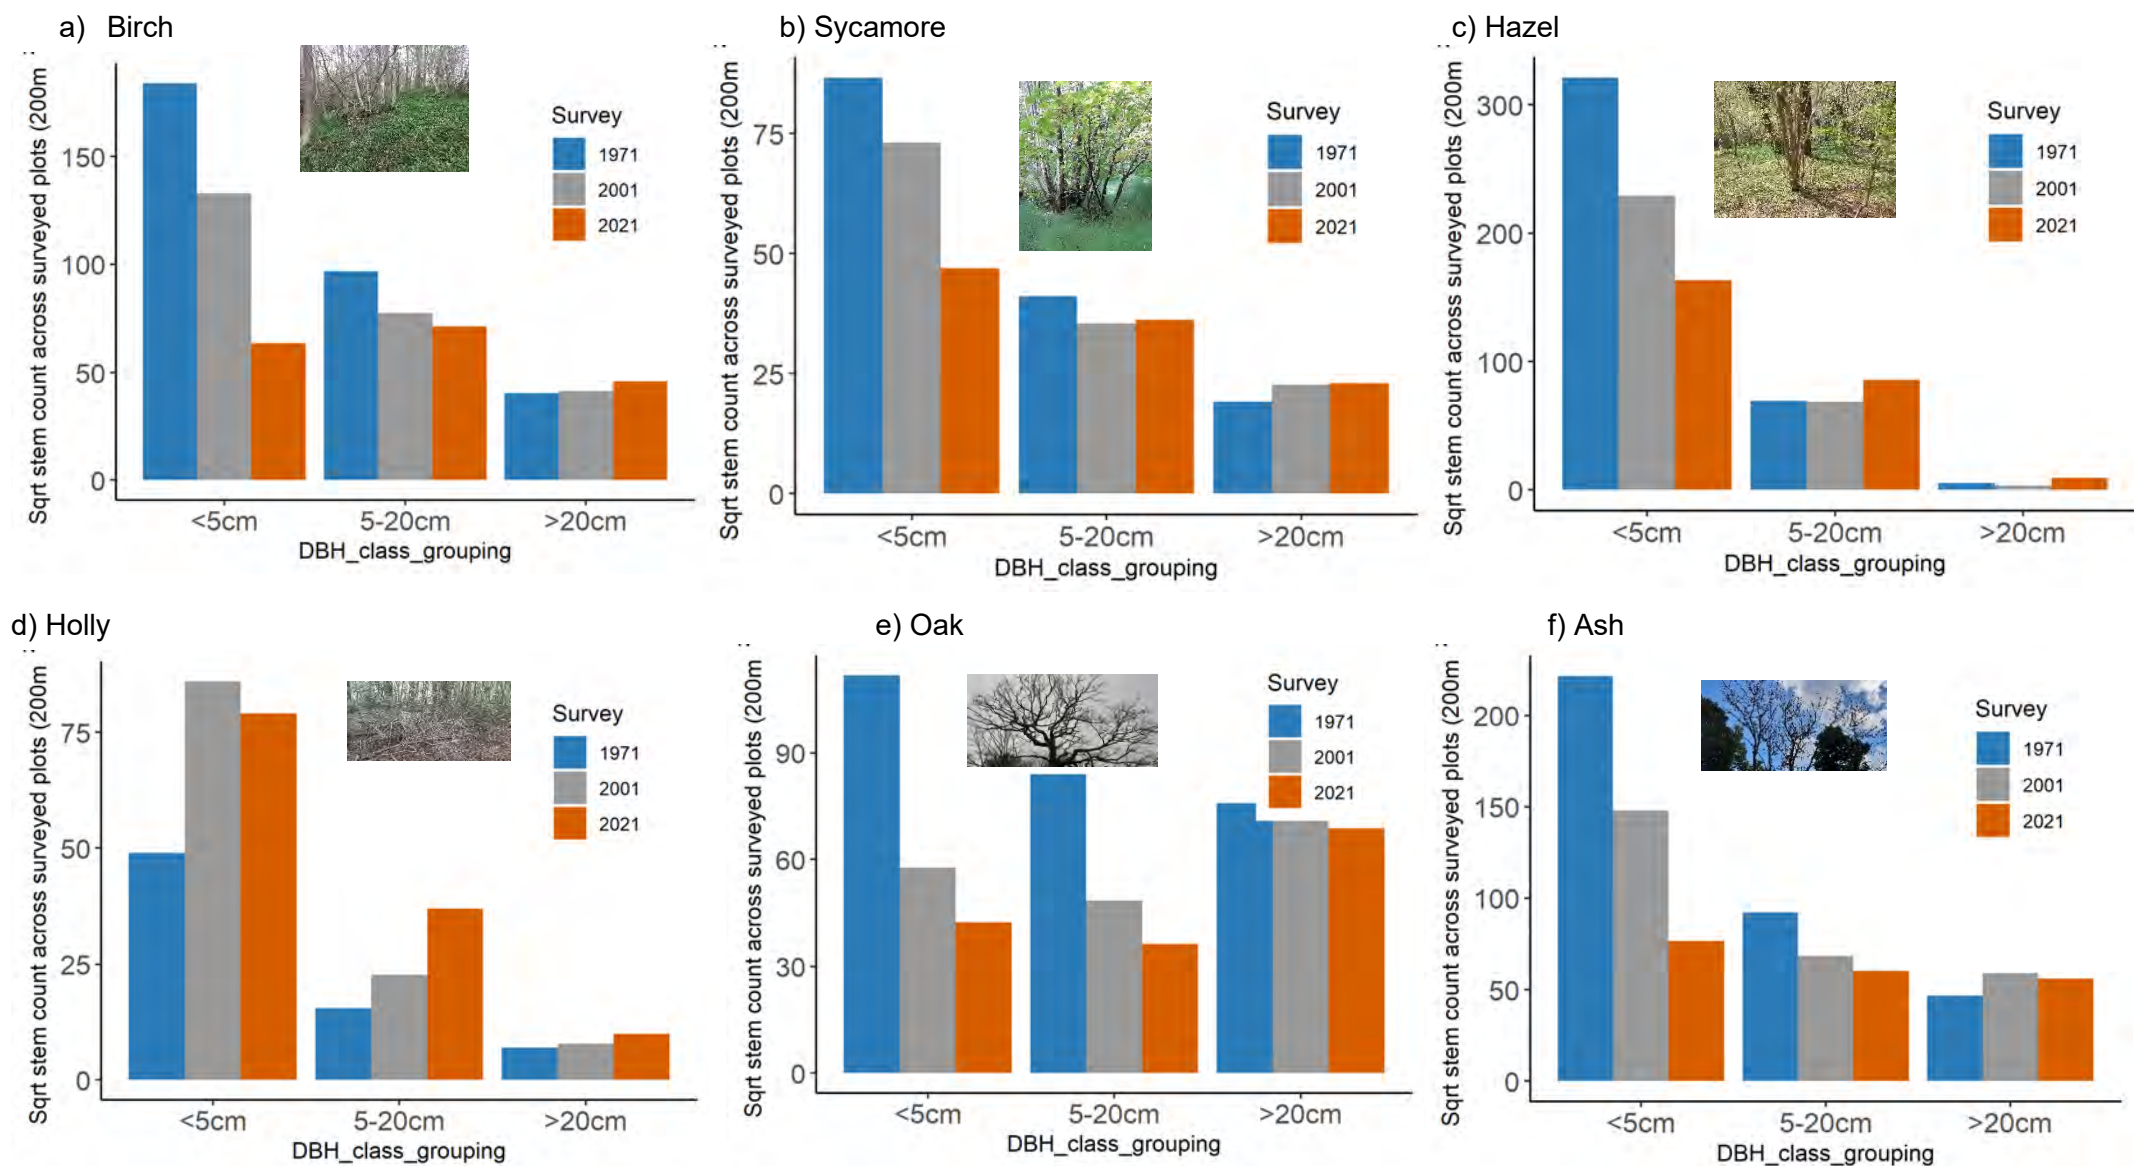 a) Birch
Sqrt stem count across surveyed plots (200m
150
100
50
0
<5cm
5-20cm
>20cm
DBH_class_grouping
Survey
1971
2001
2021
b) Sycamore
Sqrt stem count across surveyed plots (200m
75
50
25
0
<5cm
5-20cm
>20cm
DBH_class_grouping
Survey
1971
2001
2021
c) Hazel
Sqrt stem count across surveyed plots (200m
300
200
100
0
<5cm
5-20cm
>20cm
DBH_class_grouping
Survey
1971
2001
2021
d) Holly
Sqrt stem count across surveyed plots (200m
75
50
25
0
<5cm
5-20cm
>20cm
DBH_class_grouping
Survey
1971
2001
2021
e) Oak
Sqrt stem count across surveyed plots (200m
90
60
30
0
<5cm
5-20cm
>20cm
DBH_class_grouping
Survey
1971
2001
2021
f) Ash
Sqrt stem count across surveyed plots (200m
200
150
100
50
0
<5cm
5-20cm
>20cm
DBH_class_grouping
Survey
1971
2001
2021